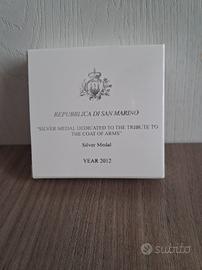 REPUBBLICA DI SAN MARINO
"SILVER MEDAL DEDICATED TO THE TRIBUTE TO
THE COAT OF ARMS"
Silver Medal
YEAR 2012
subito